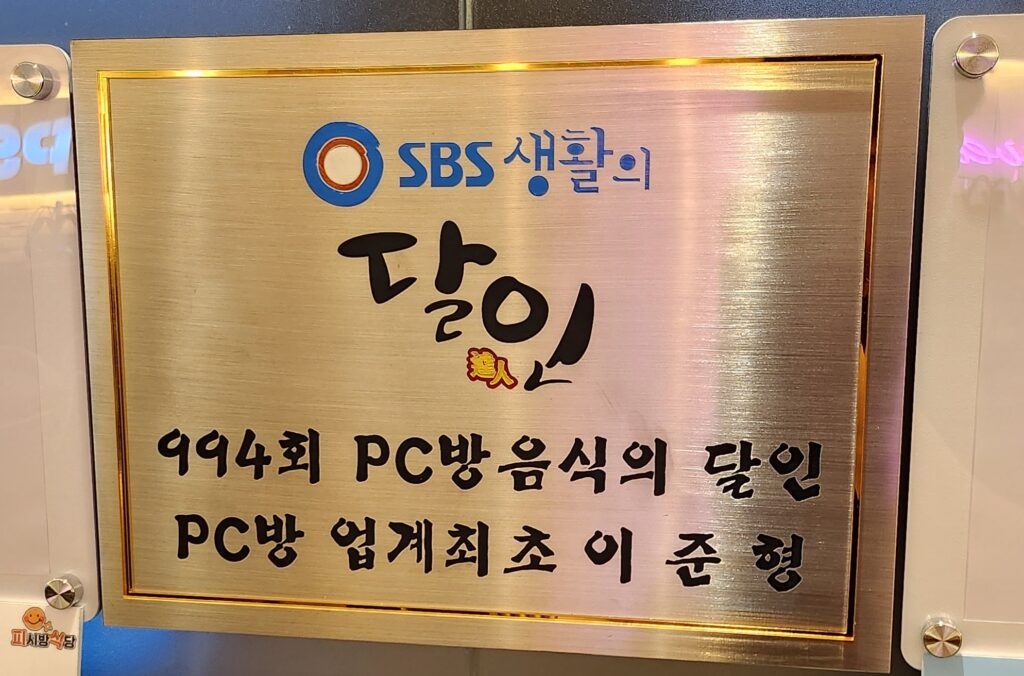 SBS 생활의
달인
達人
994회 PC방음식의 달인
PC방 업계최초 이준형
피시방식당